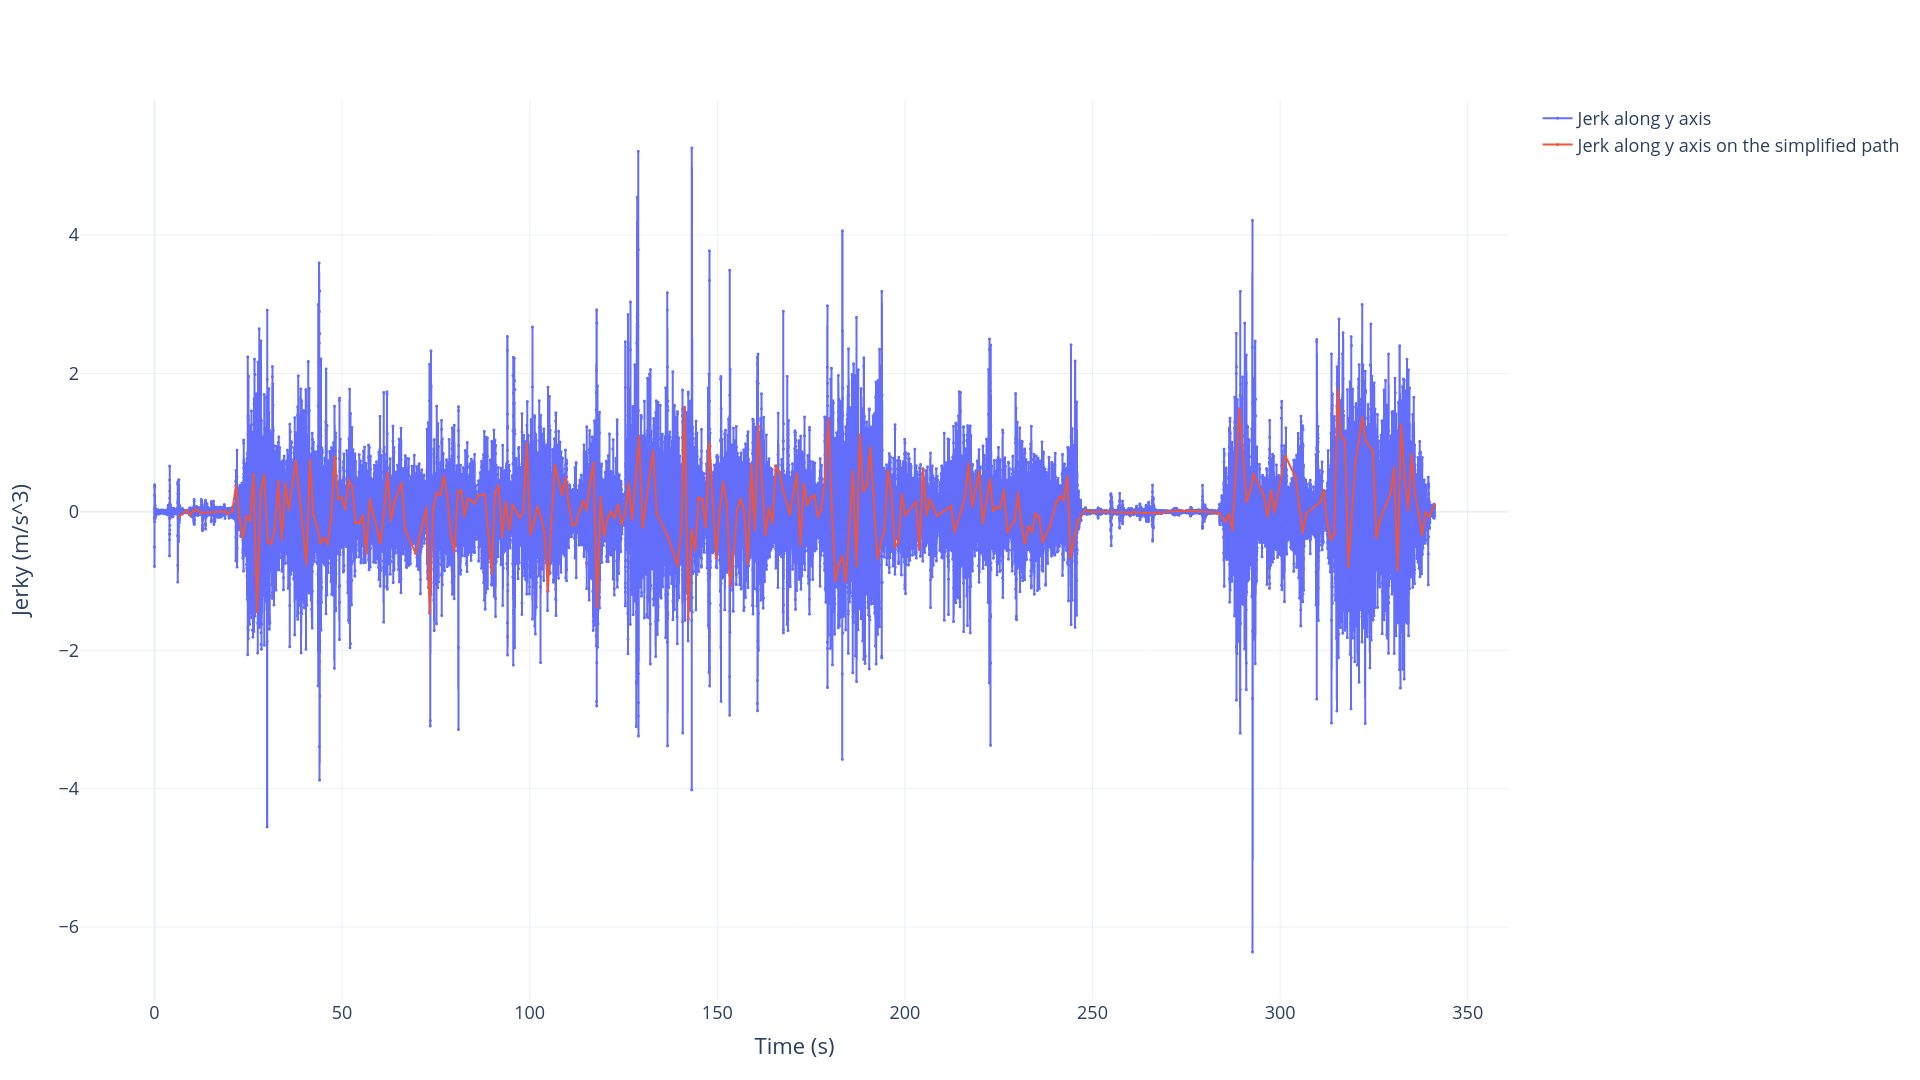 Jerk along y axis
Jerk along y axis on the simplified path
Jerky (m/s^3)
4
2
0
−2
−4
−6
0 50 100 150 200 250 300 350
Time (s)